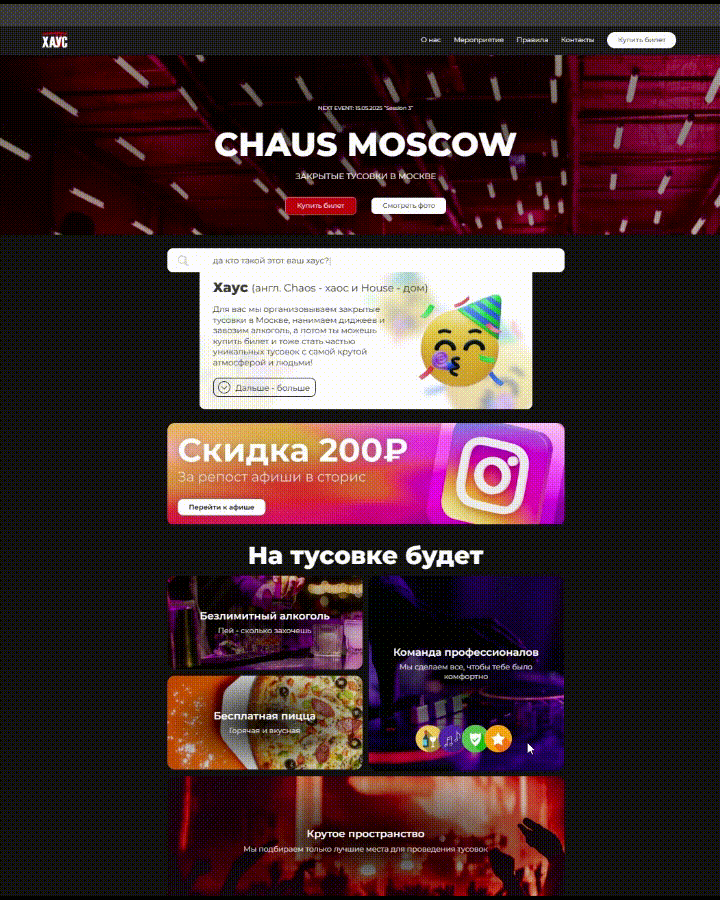 ХАУС
О нас Мероприятия Правила Контакты Купить билет
NEXT EVENT: 15.05.2025 "Session 3"
CHAUS MOSCOW
ЗАКРЫТЫЕ ТУСОВКИ В МОСКВЕ
Купить билет Смотреть фото
да кто такой этот ваш хаус?
Хаус (англ. Chaos - хаос и House - дом)
Для вас мы организовываем закрытые
тусовки в Москве, нанимаем диджеев и
завозим алкоголь, а потом ты можешь
купить билет и тоже стать частью
уникальных тусовок с самой крутой
атмосферой и людьми!
Дальше - больше
Скидка 200₽
За репост афиши в сторис
Перейти к афише
На тусовке будет
Безлимитный алкоголь
Пей - сколько захочешь
Команда профессионалов
Мы сделаем все, чтобы тебе было
комфортно
Бесплатная пицца
Горячая и вкусная
Крутое пространство
Мы подбираем только лучшие места для проведения тусовок